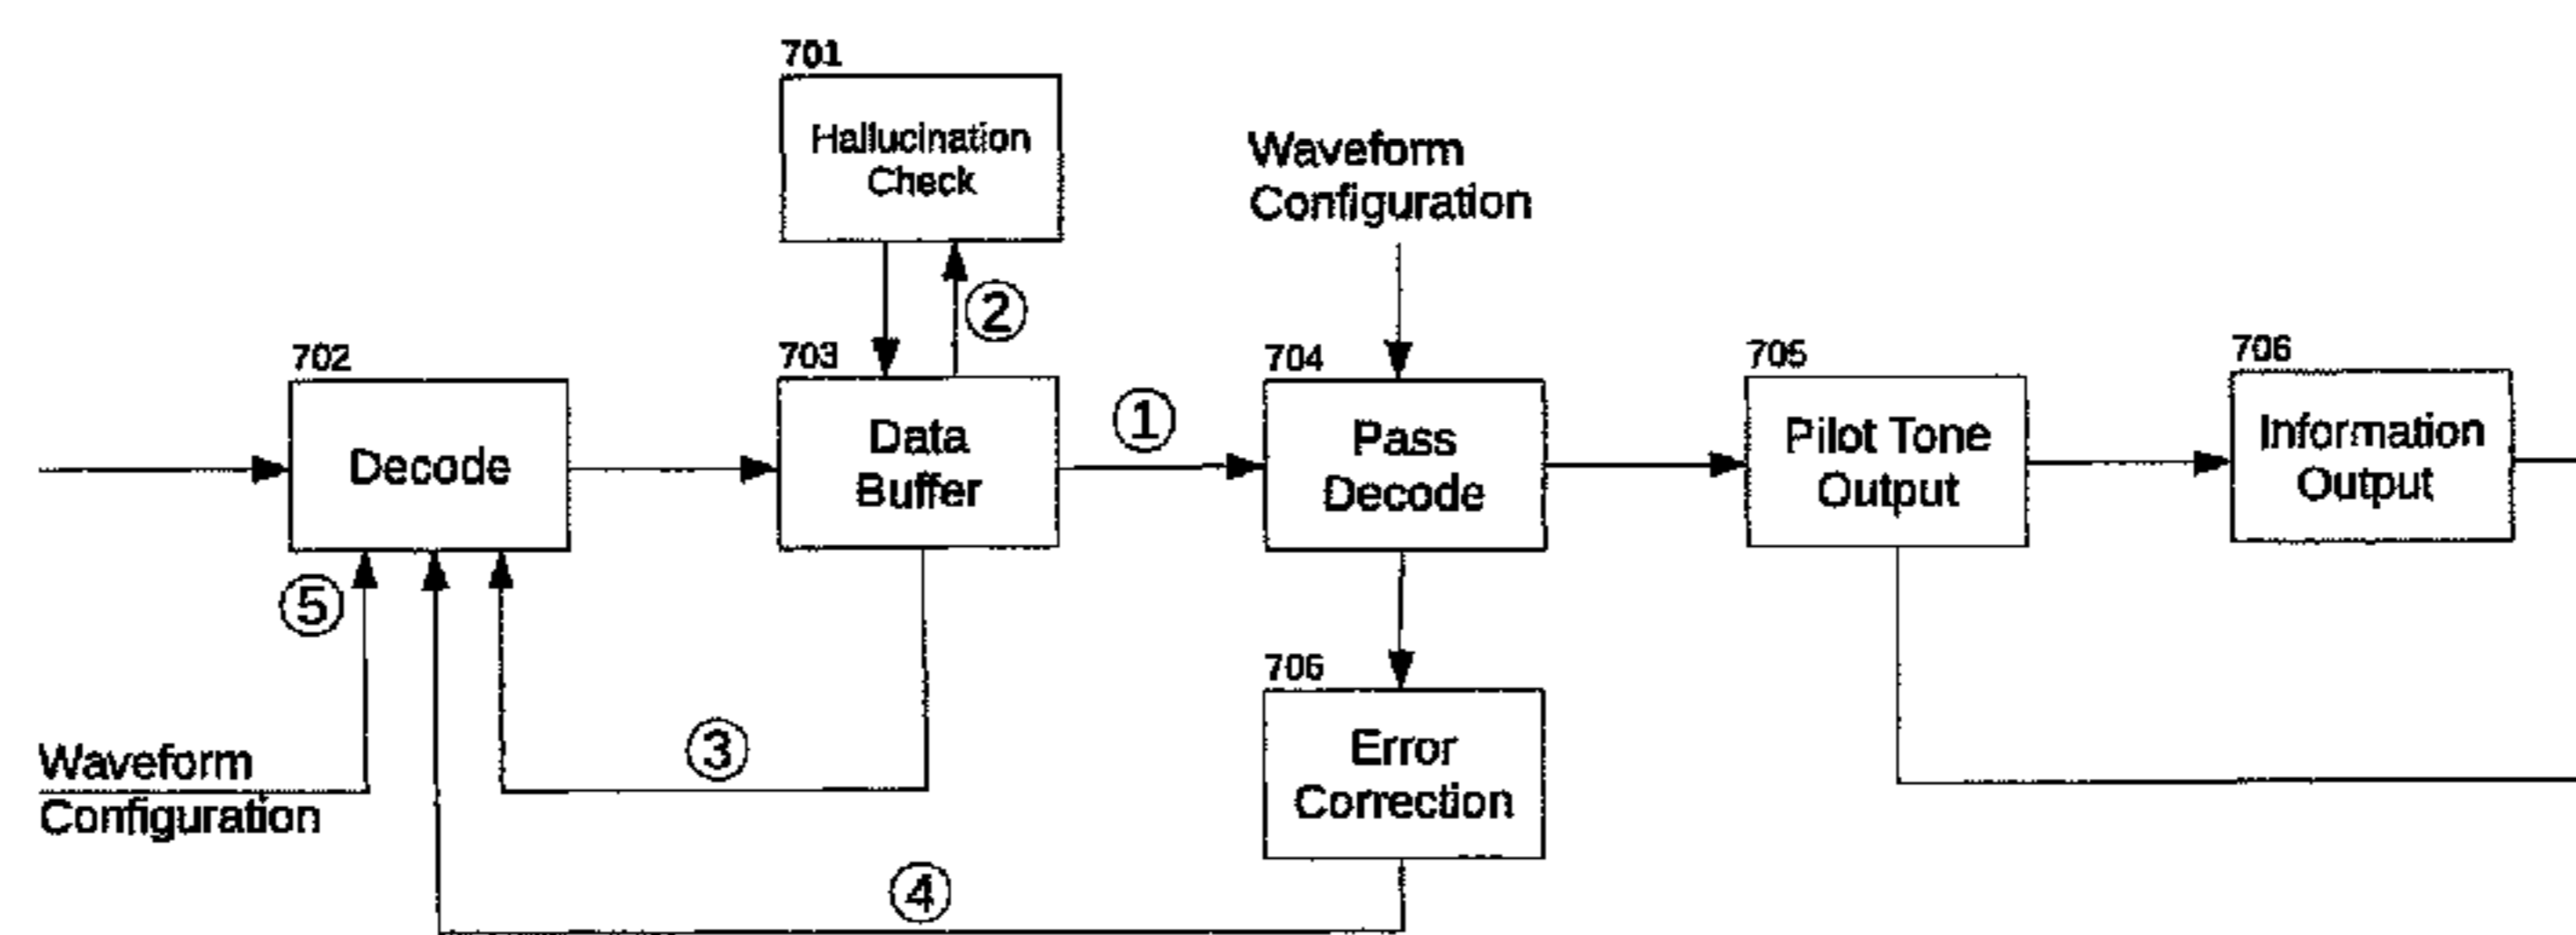 701
Hallucination
Check
Waveform
Configuration
②
702
Decode
703
Data
Buffer
①
704
Pass
Decode
705
Pilot Tone
Output
706
Information
Output
⑤
③
706
Error
Correction
Waveform
Configuration
④